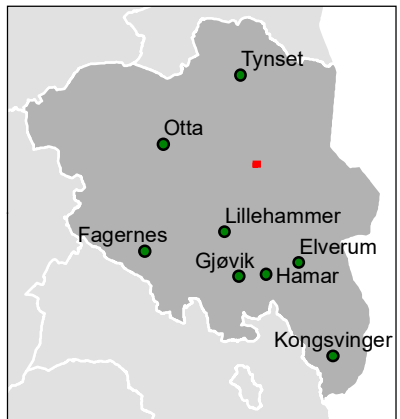 Tynset
Otta
Lillehammer
Fagernes
Elverum
Gjøvik
Hamar
Kongsvinger